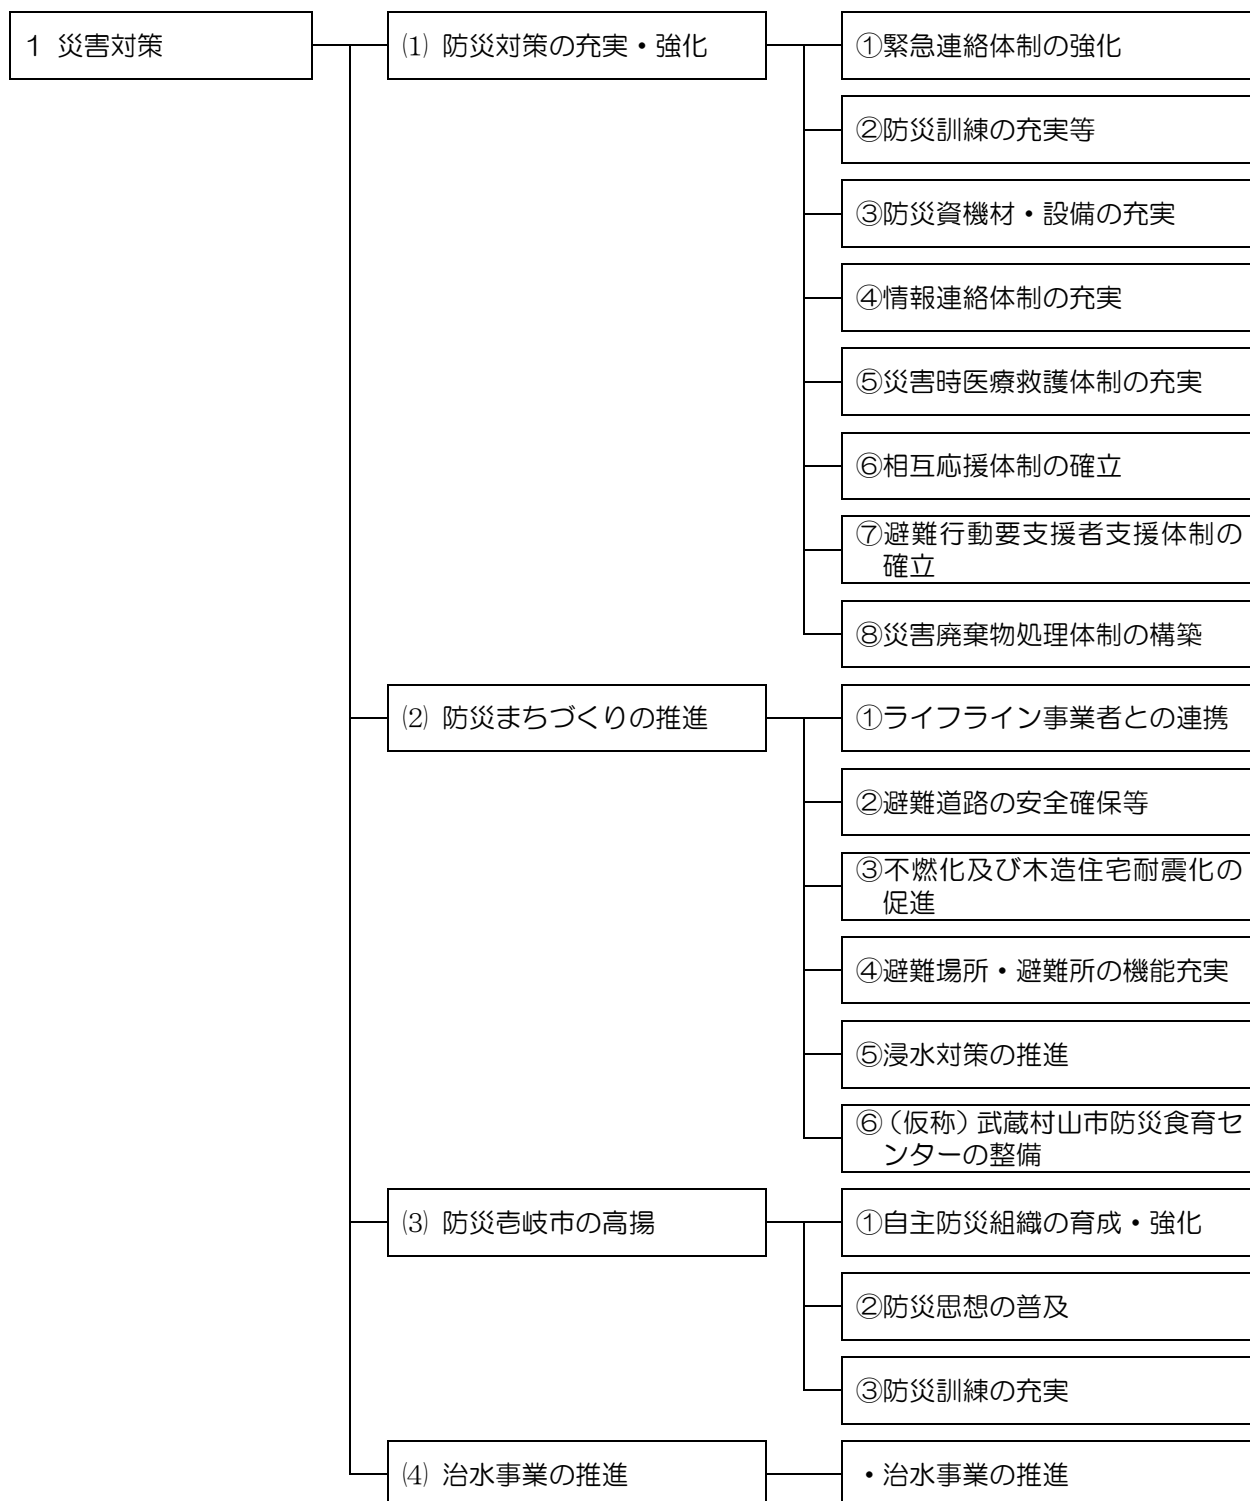 1 災害対策
⑴ 防災対策の充実・強化
①緊急連絡体制の強化
②防災訓練の充実等
③防災資機材・設備の充実
④情報連絡体制の充実
⑤災害時医療救護体制の充実
⑥相互応援体制の確立
⑦避難行動要支援者支援体制の
確立
⑧災害廃棄物処理体制の構築
⑵ 防災まちづくりの推進
①ライフライン事業者との連携
②避難道路の安全確保等
③不燃化及び木造住宅耐震化の
促進
④避難場所・避難所の機能充実
⑤浸水対策の推進
⑥(仮称)武蔵村山市防災食育セ
ンターの整備
⑶ 防災壱岐市の高揚
①自主防災組織の育成・強化
②防災思想の普及
③防災訓練の充実
⑷ 治水事業の推進
・治水事業の推進